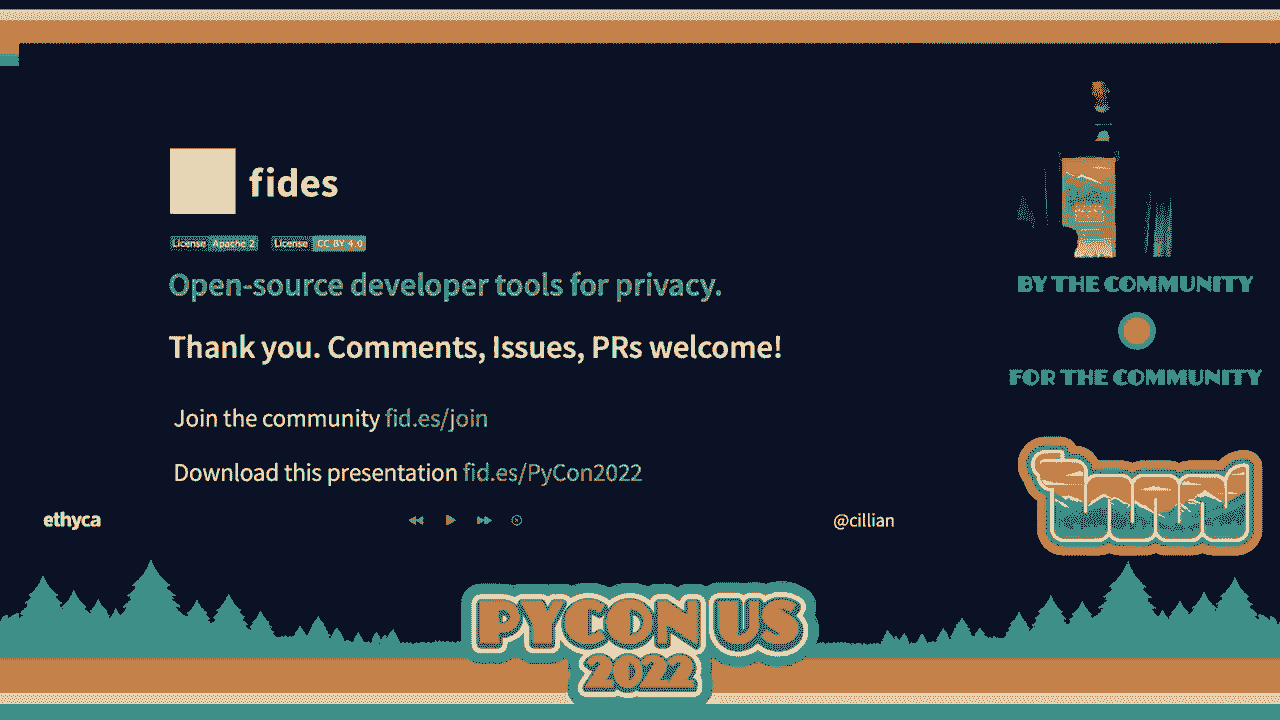 fides
License Apache 2 License CC BY 4.0
Open-source developer tools for privacy.
Thank you. Comments, Issues, PRs welcome!
Join the community fid.es/join
Download this presentation fid.es/PyCon2022
ethyca
@cillian
BY THE COMMUNITY
FOR THE COMMUNITY
PYCON US
2022